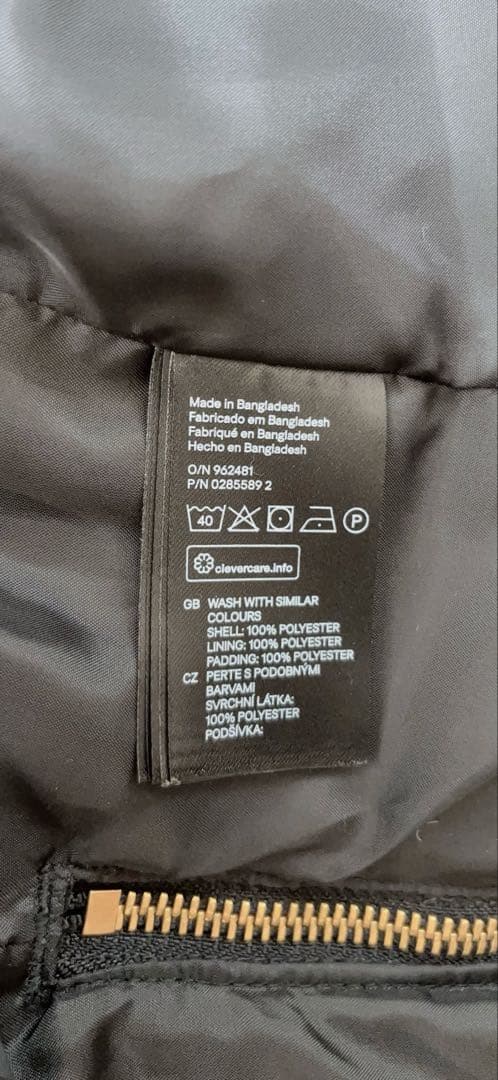 Made in Bangladesh
Fabricado em Bangladesh
Fabriqué en Bangladesh
Hecho en Bangladesh
O/N 962481
P/N 0285589 2
40
P
clevercare.info
GB WASH WITH SIMILAR
COLOURS
SHELL: 100% POLYESTER
LINING: 100% POLYESTER
PADDING: 100% POLYESTER
CZ PERTE S PODOBNÝMI
BARVAMI
SVRCHNÍ LÁTKA:
100% POLYESTER
PODŠÍVKA: